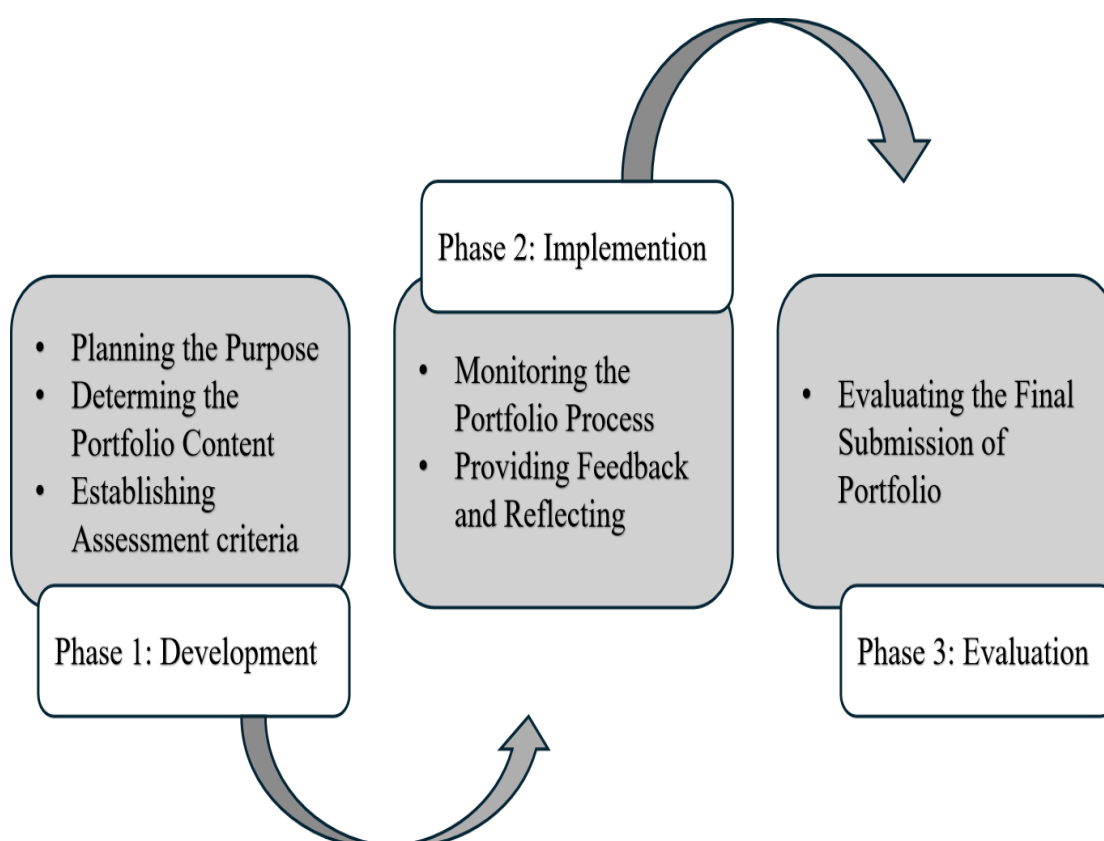 • Planning the Purpose
• Determing the
Portfolio Content
• Establishing
Assessment criteria
Phase 1: Development
Phase 2: Implemention
• Monitoring the
Portfolio Process
• Providing Feedback
and Reflecting
• Evaluating the Final
Submission of
Portfolio
Phase 3: Evaluation